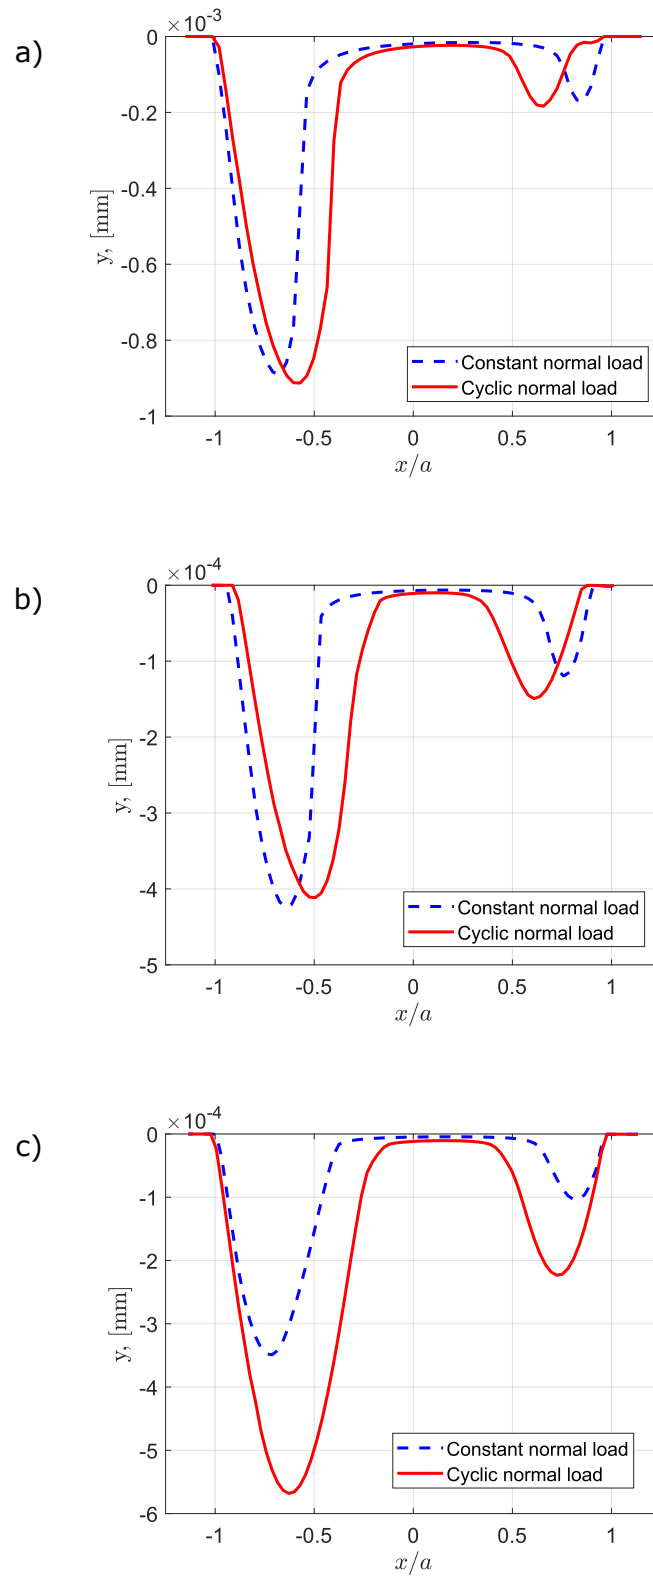 a)
×10-3
0
-0.2
-0.4
-0.6
-0.8
-1
y, [mm]
-1 -0.5 0 0.5 1
x/a
Constant normal load
Cyclic normal load
b)
×10-4
0
-1
-2
-3
-4
-5
y, [mm]
-1 -0.5 0 0.5 1
x/a
Constant normal load
Cyclic normal load
c)
×10-4
0
-1
-2
-3
-4
-5
-6
y, [mm]
-1 -0.5 0 0.5 1
x/a
Constant normal load
Cyclic normal load